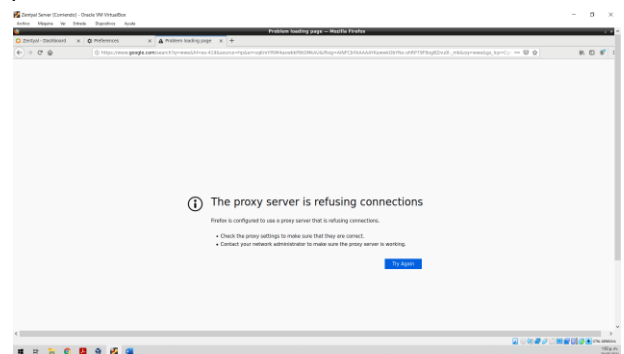 Zentyal Server [Corriendo] - Oracle VM VirtualBox
Archivo Máquina Ver Entrada Dispositivos Ayuda
Problem loading page — Mozilla Firefox
Zentyal - Dashboard
Preferences
Problem loading page
The proxy server is refusing connections
Firefox is configured to use a proxy server that is refusing connections.
Check the proxy settings to make sure that they are correct.
Contact your network administrator to make sure the proxy server is working.
Try Again